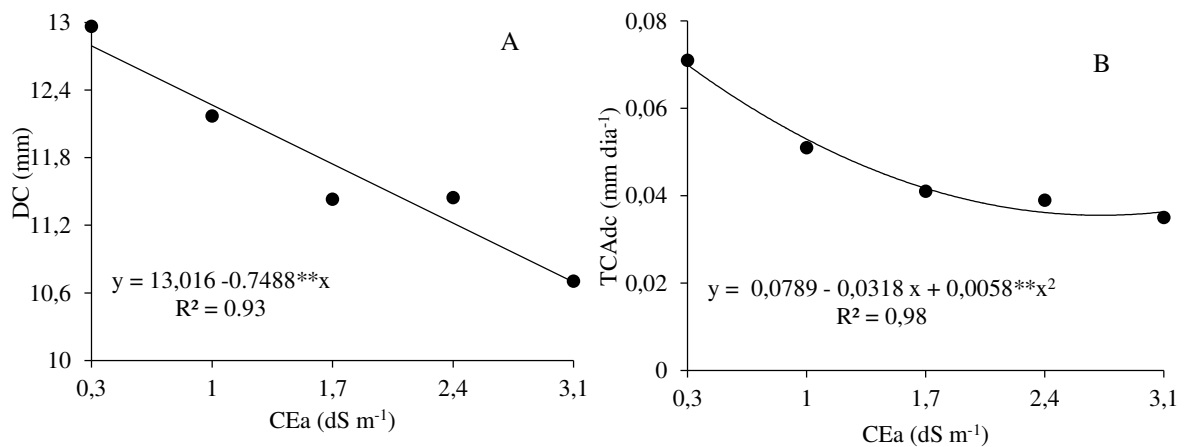 A
DC (mm)
13
12,4
11,8
11,2
10,6
10
y = 13,016 -0.7488**x
R² = 0.93
0,3 1 1,7 2,4 3,1
CEa (dS m⁻¹)
B
TCAdc (mm dia⁻¹)
0,08
0,06
0,04
0,02
0
y = 0,0789 - 0,0318 x + 0,0058**x²
R² = 0,98
0,3 1 1,7 2,4 3,1
CEa (dS m⁻¹)